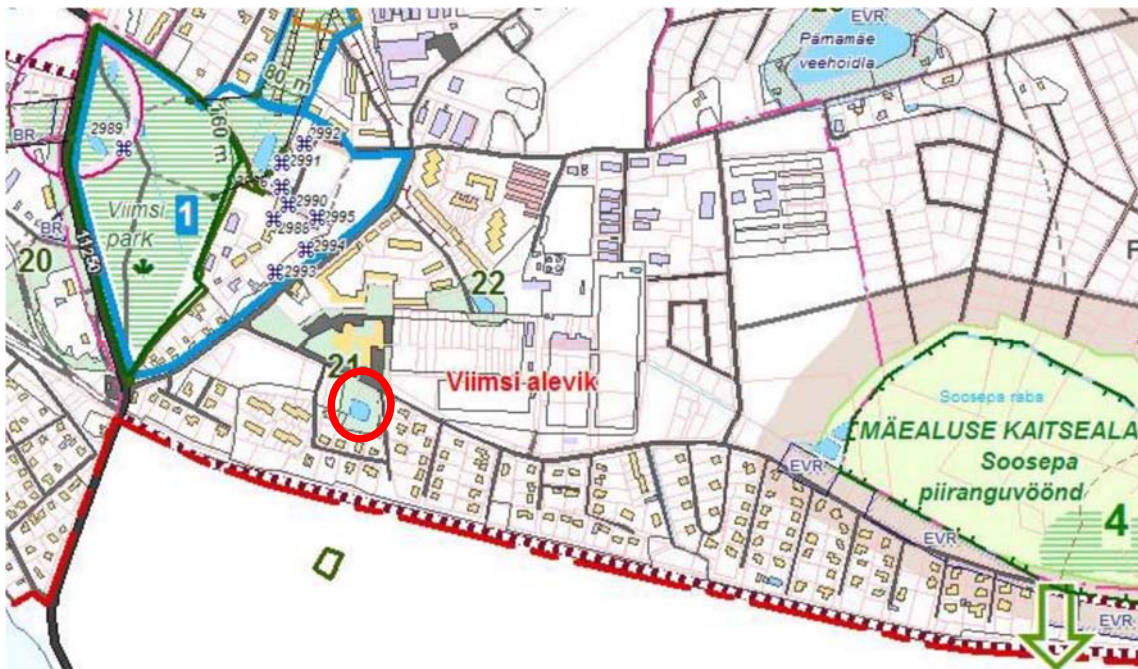 EVR
Pärnamäe
veehoidla
80 m
160 m
BR
2989
2992
2991
2990
2995
2986
2994
2993
Viimsi
park
1
BR
20
22
21
Viimsi alevik
Soosepa raba
MÄEALUSE KAITSEALA
Soosepa
piiranguvöönd
EVR
4
EVR
EVR